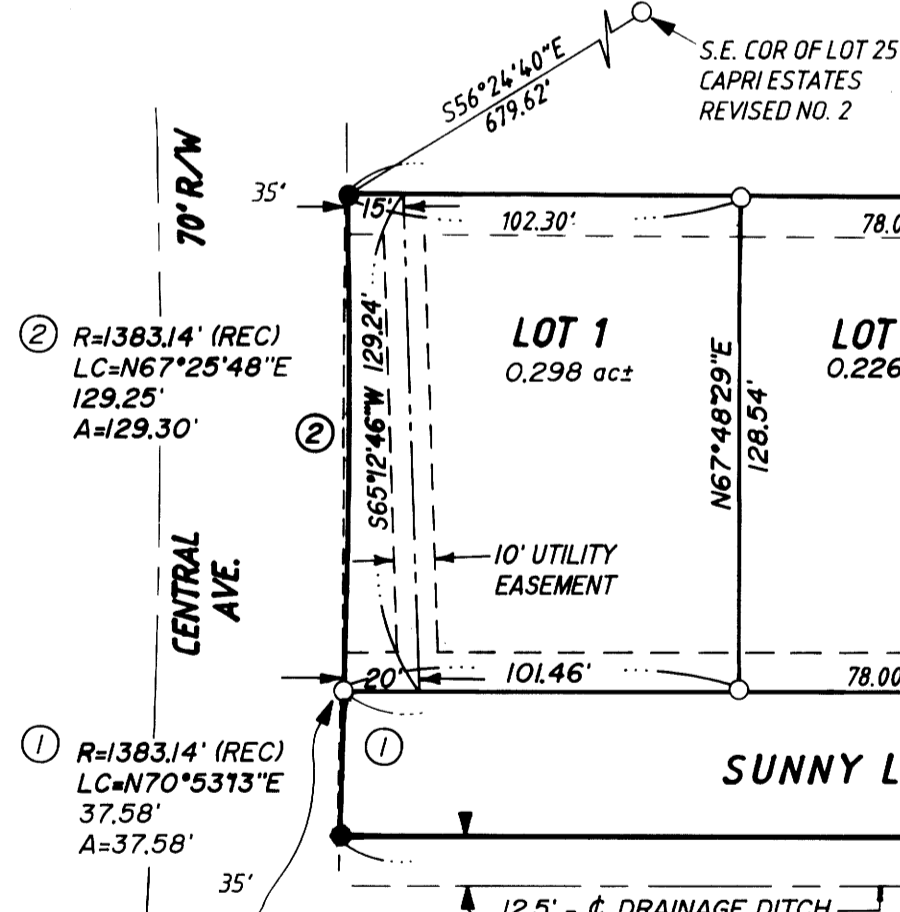 S56°24'40"E
679.62'
S.E. COR OF LOT 25
CAPRI ESTATES
REVISED NO. 2
70' R/W
35'
15'
102.30'
78.0
2
R=1383.14' (REC)
LC=N67°25'48"E
129.25'
A=129.30'
2
S65°12'46"W 129.24'
LOT 1
0.298 ac±
N67°48'29"E
128.54'
LOT
0.226
10' UTILITY
EASEMENT
CENTRAL
AVE.
20'
101.46'
78.00
1
R=1383.14' (REC)
LC=N70°53'13"E
37.58'
A=37.58'
1
SUNNY L
35'
12.5' - ℄ DRAINAGE DITCH